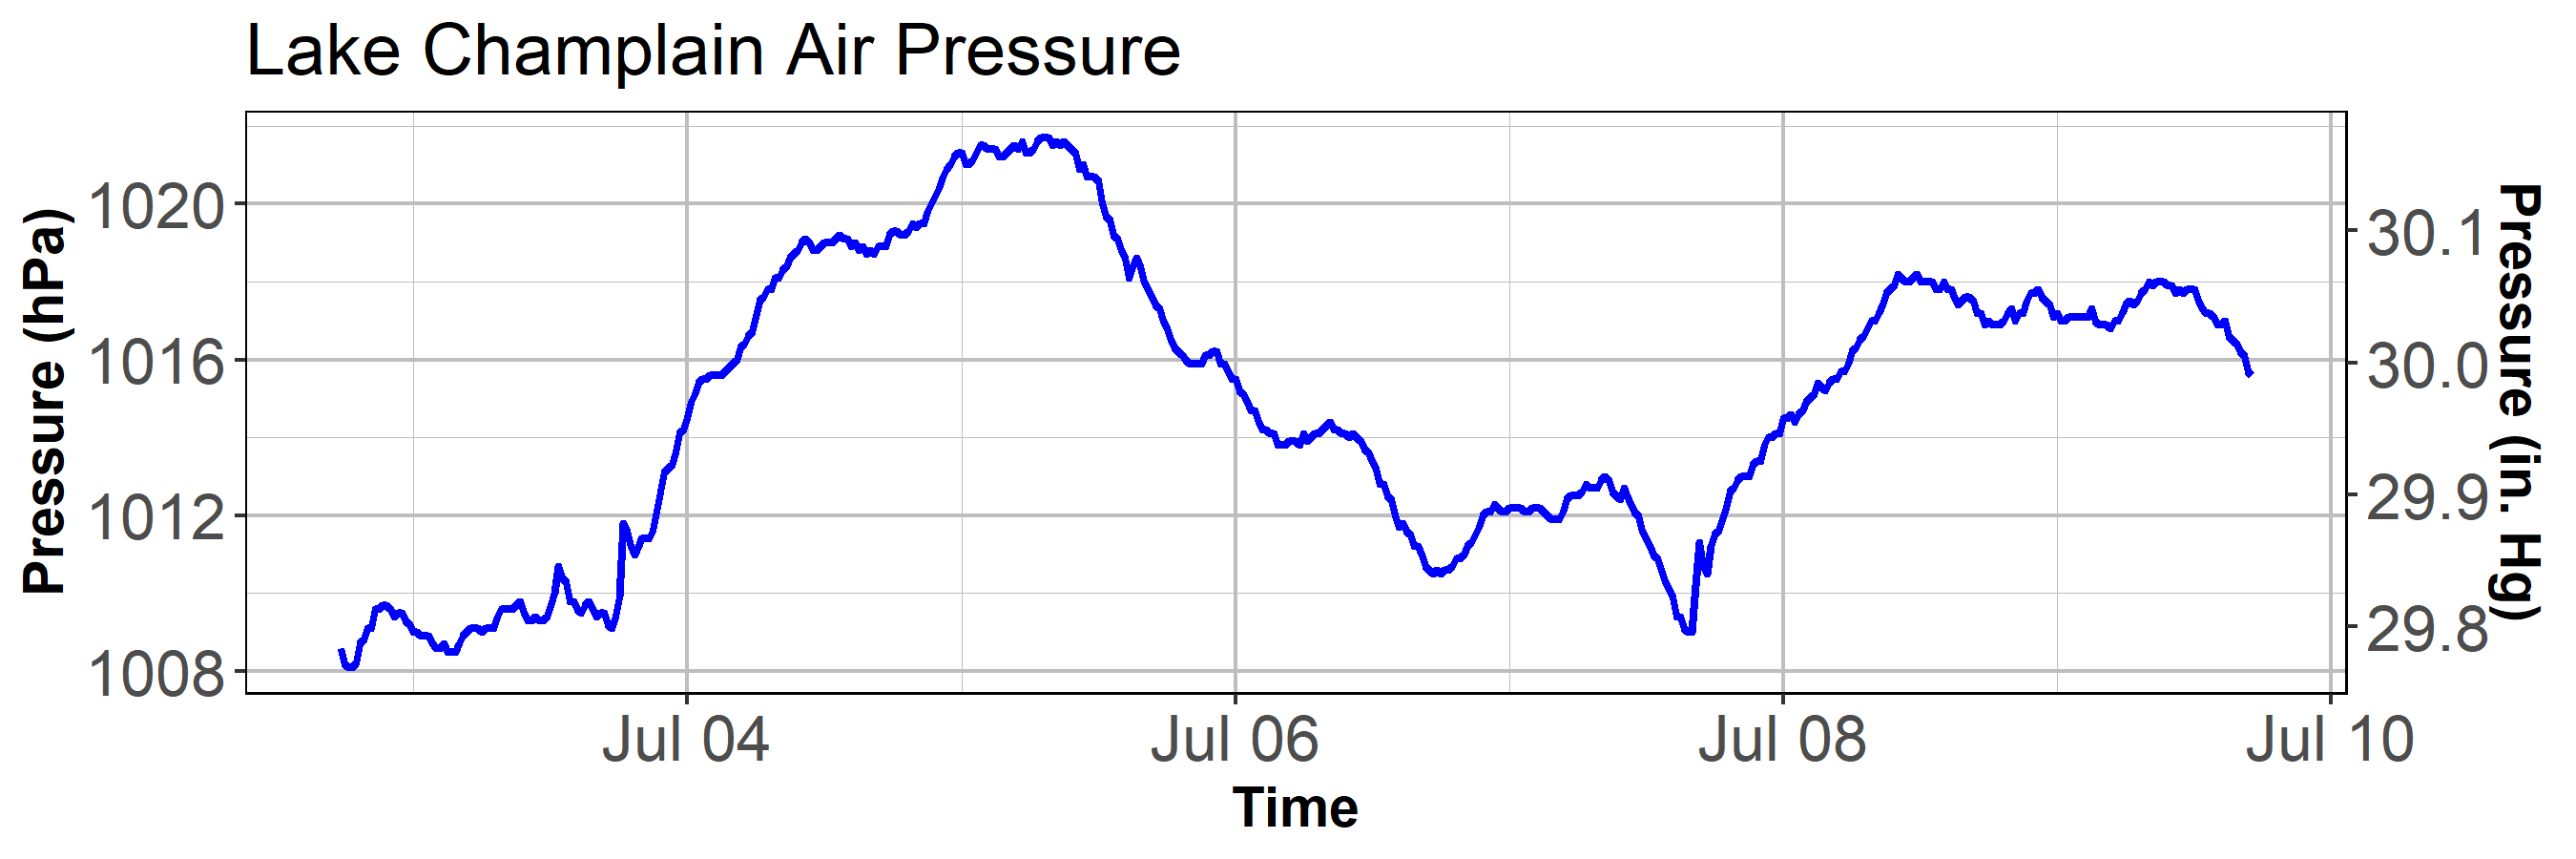 Lake Champlain Air Pressure
Pressure (hPa)
1020
1016
1012
1008
30.1
30.0
29.9
29.8
Pressure (in. Hg)
Jul 04
Jul 06
Jul 08
Jul 10
Time